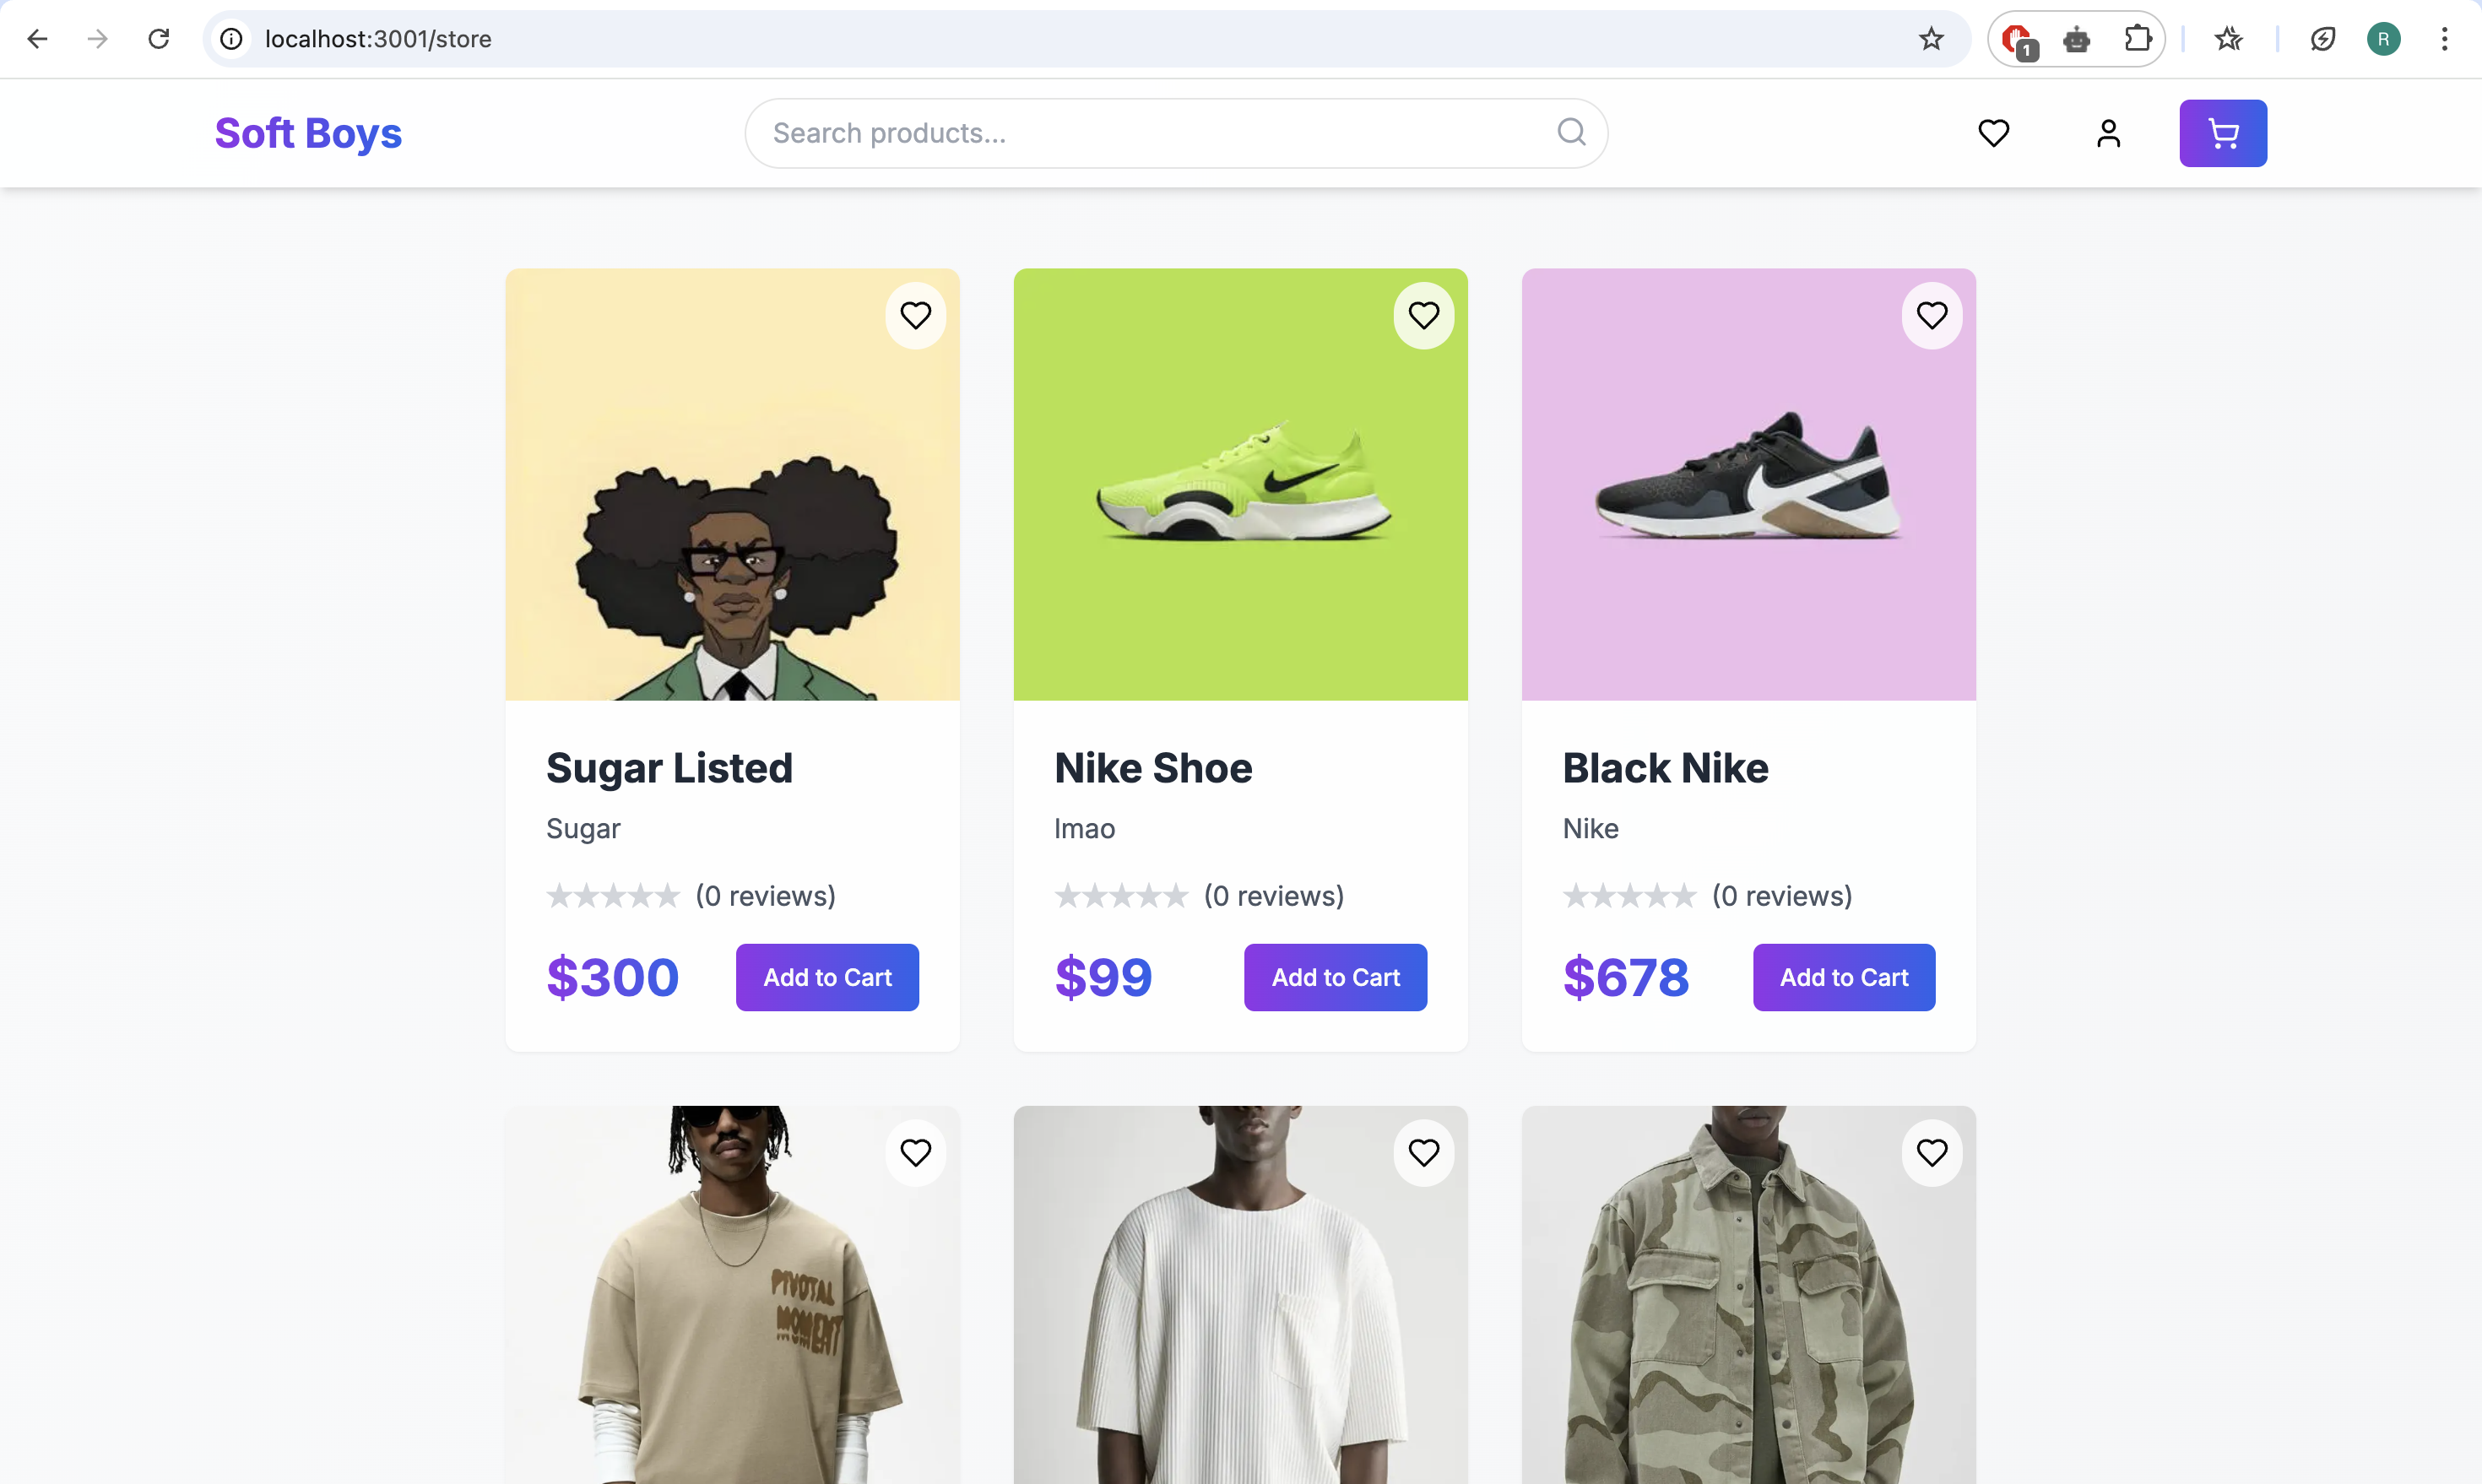 localhost:3001/store
1
R
Soft Boys
Search products...
Sugar Listed
Sugar
(0 reviews)
$300
Add to Cart
Nike Shoe
lmao
(0 reviews)
$99
Add to Cart
Black Nike
Nike
(0 reviews)
$678
Add to Cart
PIVOTAL
MOMENT